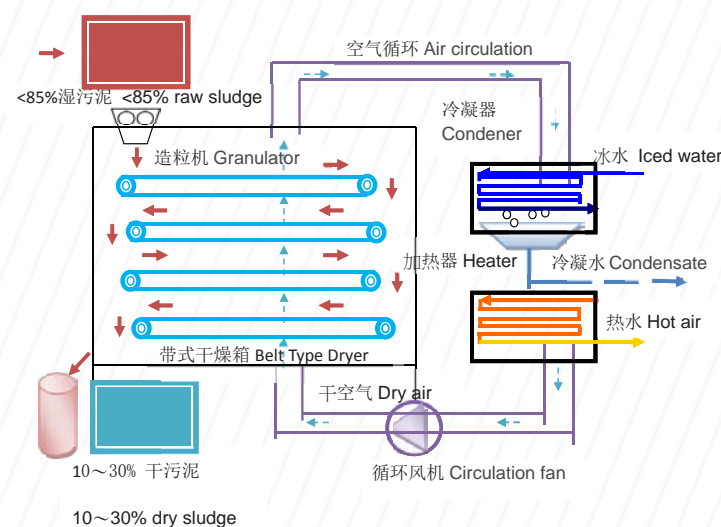 空气循环 Air circulation
<85%湿污泥 <85% raw sludge
冷凝器
Condener
造粒机 Granulator
冰水 Iced water
加热器 Heater
冷凝水 Condensate
热水 Hot air
带式干燥箱 Belt Type Dryer
干空气 Dry air
循环风机 Circulation fan
10～30% 干污泥
10～30% dry sludge